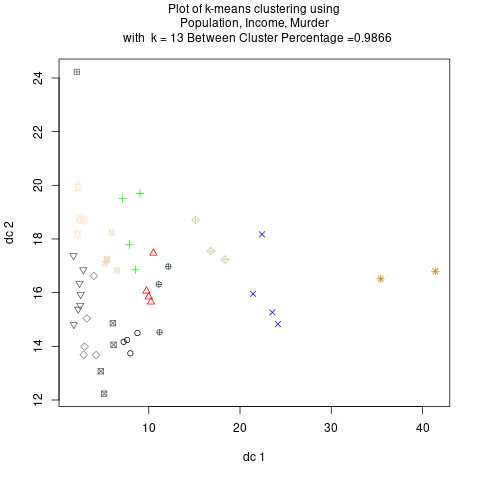 Plot of k-means clustering using
Population, Income, Murder
with k = 13 Between Cluster Percentage =0.9866
24
22
20
18
16
14
12
dc 2
10
20
30
40
dc 1